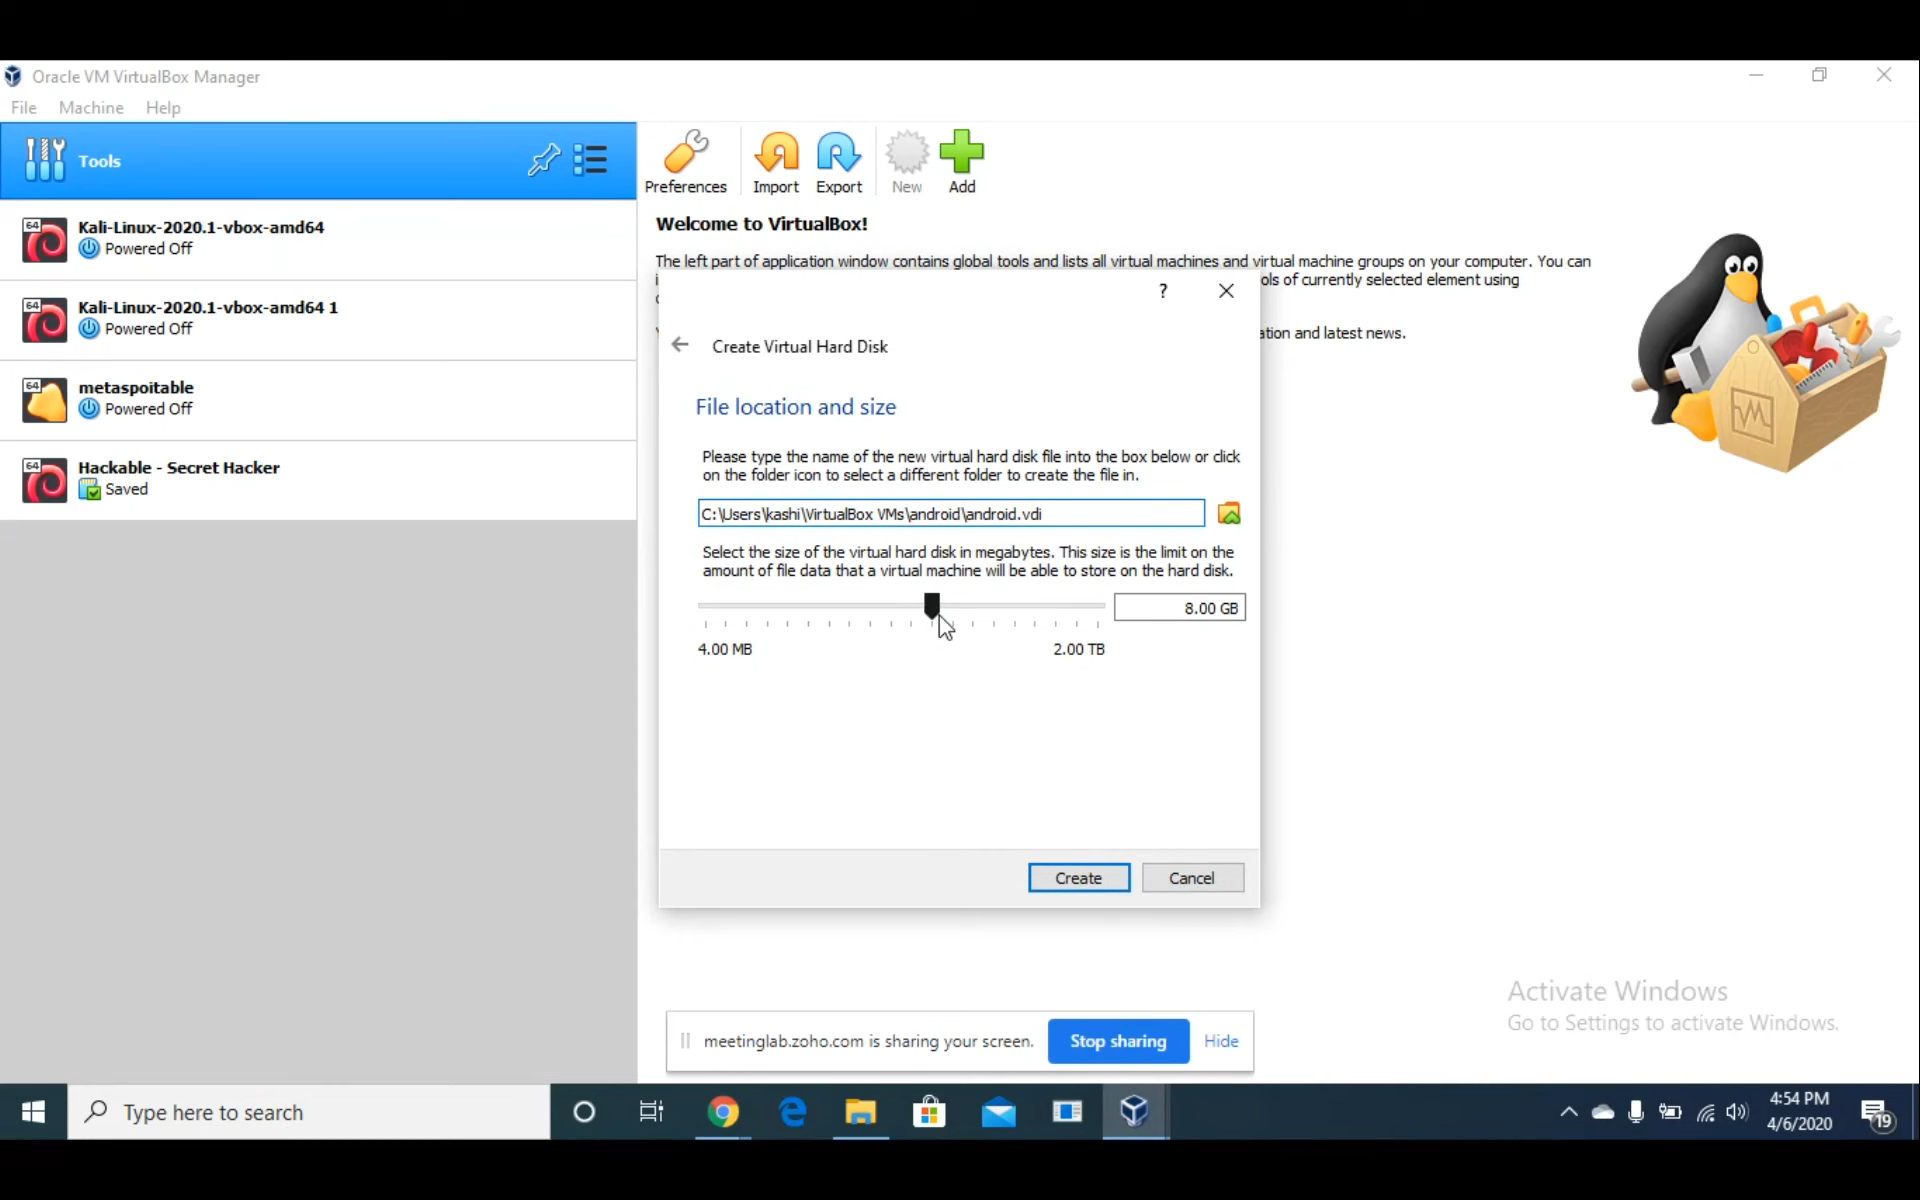 Oracle VM VirtualBox Manager
File Machine Help
Tools
Preferences Import Export New Add
64 Kali-Linux-2020.1-vbox-amd64
Powered Off
64 Kali-Linux-2020.1-vbox-amd64 1
Powered Off
64 metaspoitable
Powered Off
64 Hackable - Secret Hacker
Saved
Welcome to VirtualBox!
The left part of application window contains global tools and lists all virtual machines and virtual machine groups on your computer. You can
ols of currently selected element using
ation and latest news.
?
Create Virtual Hard Disk
File location and size
Please type the name of the new virtual hard disk file into the box below or click
on the folder icon to select a different folder to create the file in.
C:\Users\kashi\VirtualBox VMs\android\android.vdi
Select the size of the virtual hard disk in megabytes. This size is the limit on the
amount of file data that a virtual machine will be able to store on the hard disk.
8.00 GB
4.00 MB 2.00 TB
Create Cancel
Activate Windows
Go to Settings to activate Windows.
meetinglab.zoho.com is sharing your screen. Stop sharing Hide
Type here to search
4:54 PM
4/6/2020
19